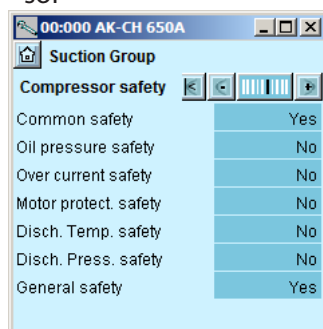 00:000 AK-CH 650A
Suction Group
Compressor safety
Common safety Yes
Oil pressure safety No
Over current safety No
Motor protect. safety No
Disch. Temp. safety No
Disch. Press. safety No
General safety Yes